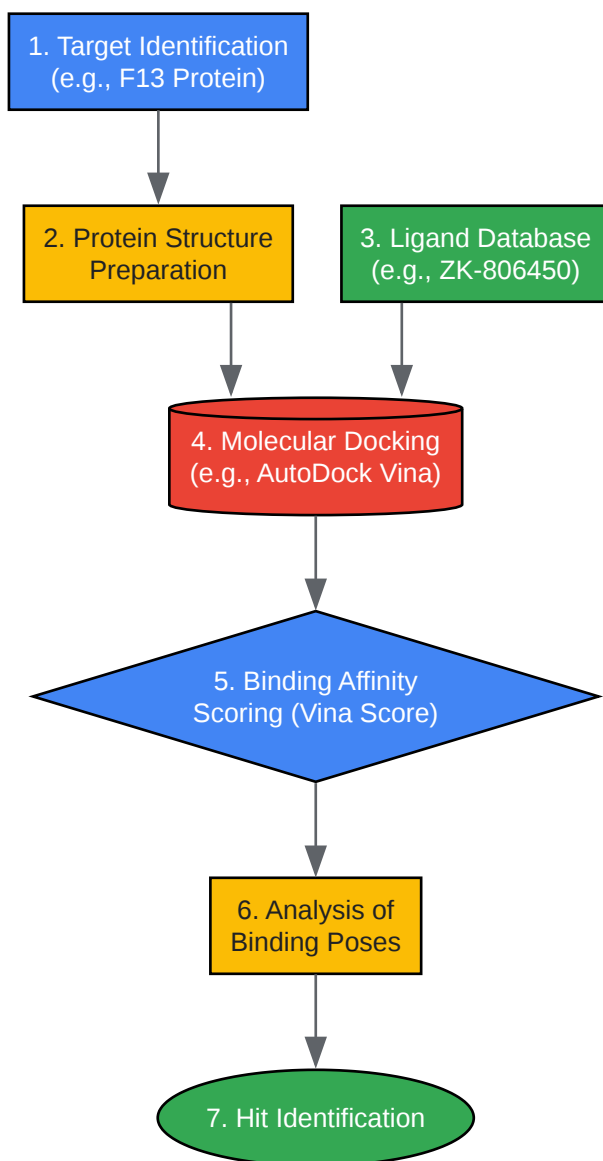 1. Target Identification
(e.g., F13 Protein)
2. Protein Structure
Preparation
3. Ligand Database
(e.g., ZK-806450)
4. Molecular Docking
(e.g., AutoDock Vina)
5. Binding Affinity
Scoring (Vina Score)
6. Analysis of
Binding Poses
7. Hit Identification